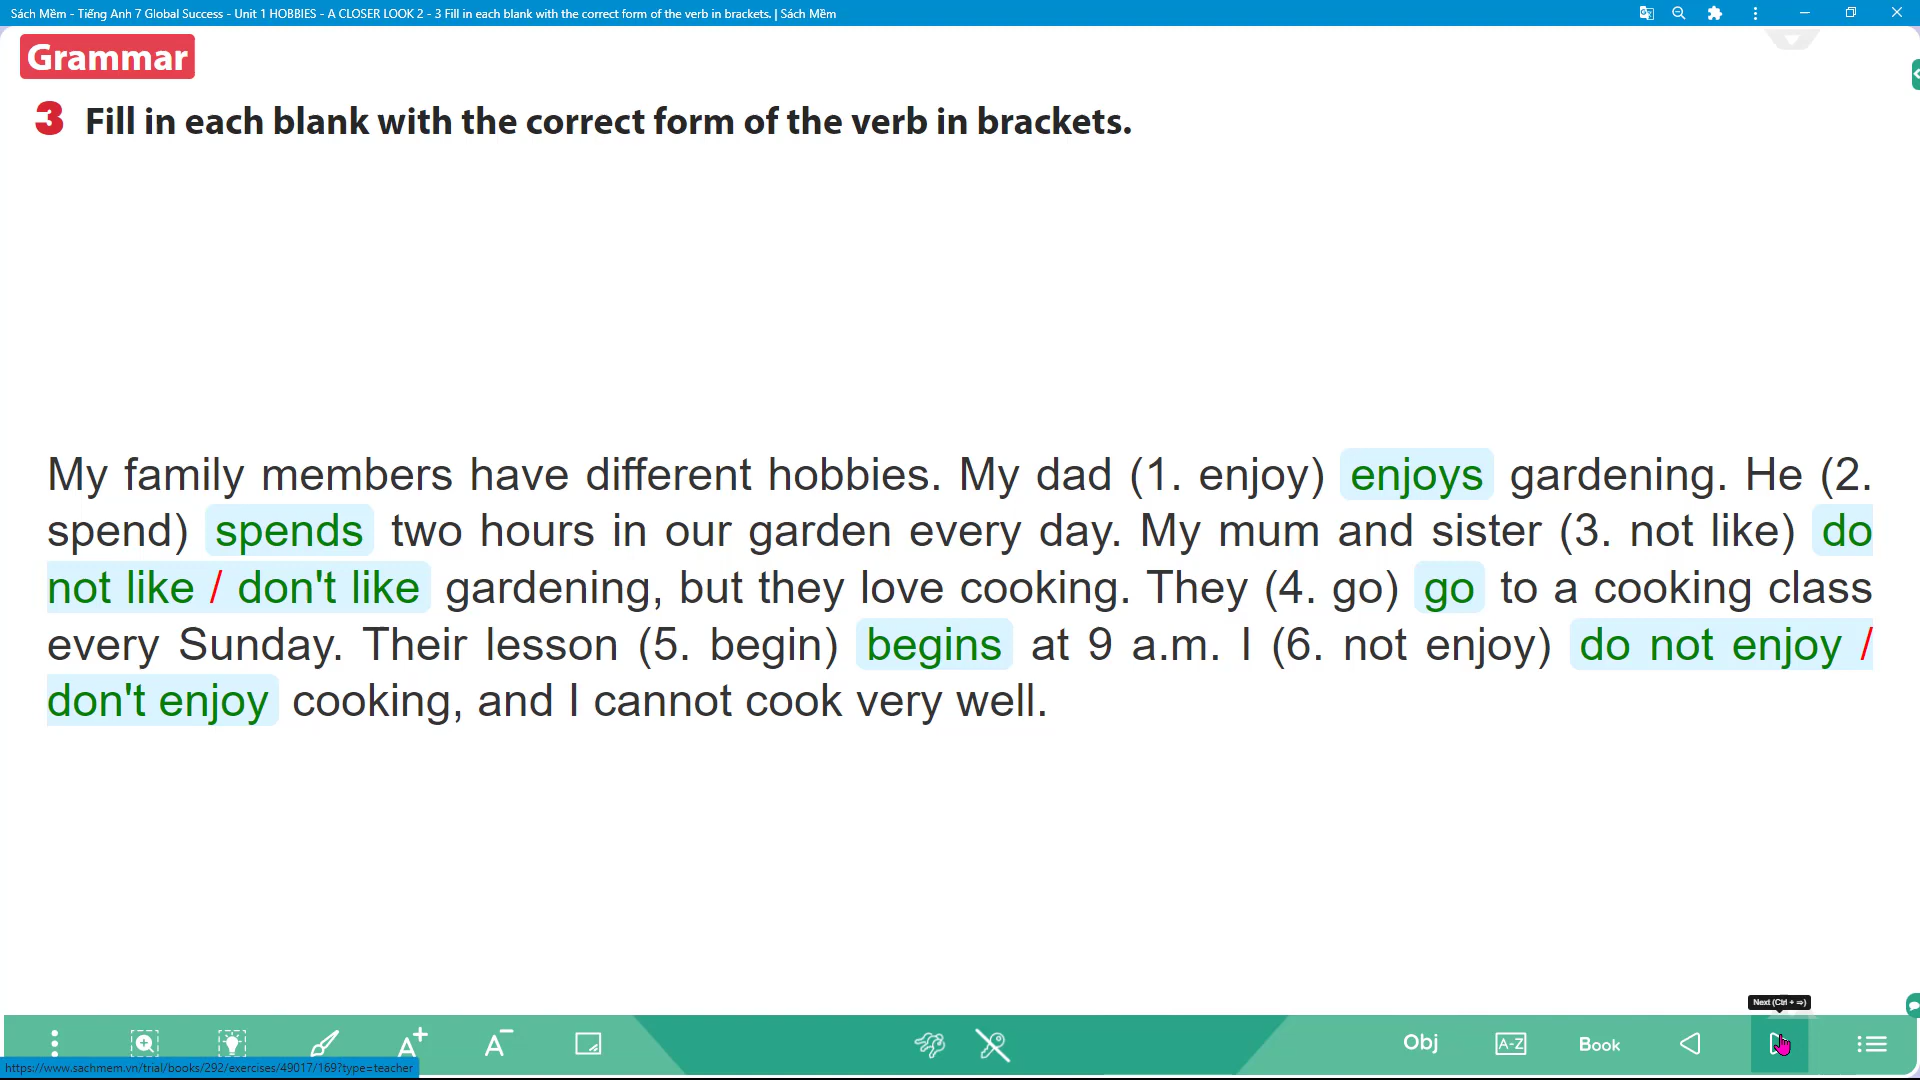 Sách Mềm - Tiếng Anh 7 Global Success - Unit 1 HOBBIES - A CLOSER LOOK 2 - 3 Fill in each blank with the correct form of the verb in brackets. | Sách Mềm
Grammar
3 Fill in each blank with the correct form of the verb in brackets.
My family members have different hobbies. My dad (1. enjoy) enjoys gardening. He (2.
spend) spends two hours in our garden every day. My mum and sister (3. not like) do
not like / don't like gardening, but they love cooking. They (4. go) go to a cooking class
every Sunday. Their lesson (5. begin) begins at 9 a.m. I (6. not enjoy) do not enjoy /
don't enjoy cooking, and I cannot cook very well.
Next (Ctrl + ⇒)
A+ A- Obj A-Z Book
https://www.sachmem.vn/trial/books/292/exercises/49017/169?type=teacher